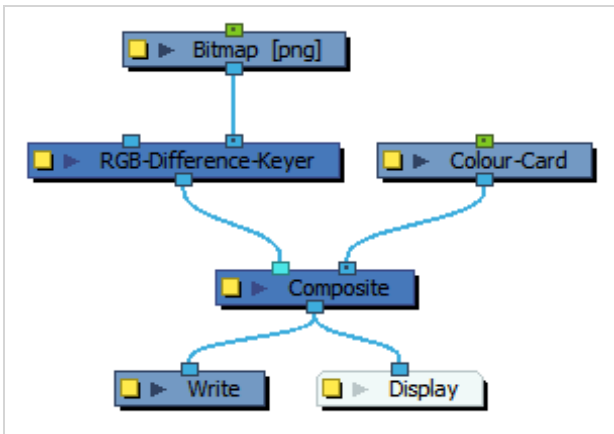 Bitmap [png]
RGB-Difference-Keyer
Colour-Card
Composite
Write
Display